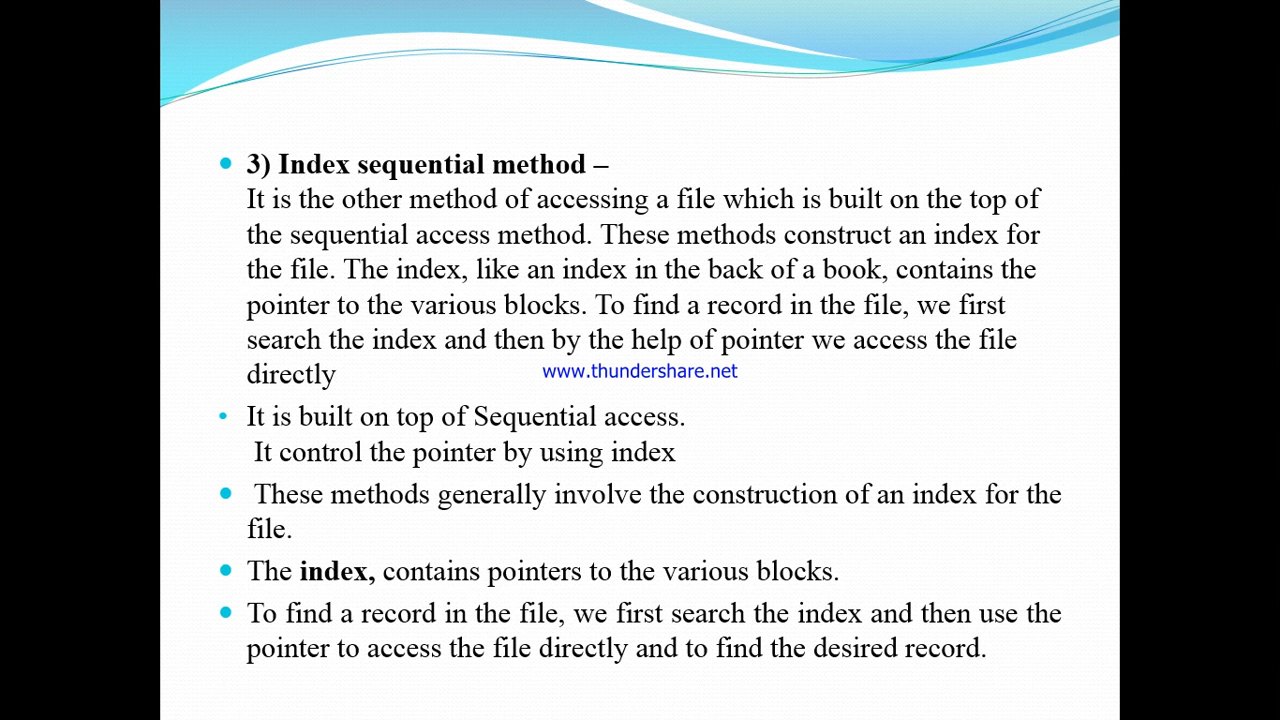 3) Index sequential method –
It is the other method of accessing a file which is built on the top of
the sequential access method. These methods construct an index for
the file. The index, like an index in the back of a book, contains the
pointer to the various blocks. To find a record in the file, we first
search the index and then by the help of pointer we access the file
directly
www.thundershare.net
It is built on top of Sequential access.
It control the pointer by using index
These methods generally involve the construction of an index for the
file.
The index, contains pointers to the various blocks.
To find a record in the file, we first search the index and then use the
pointer to access the file directly and to find the desired record.